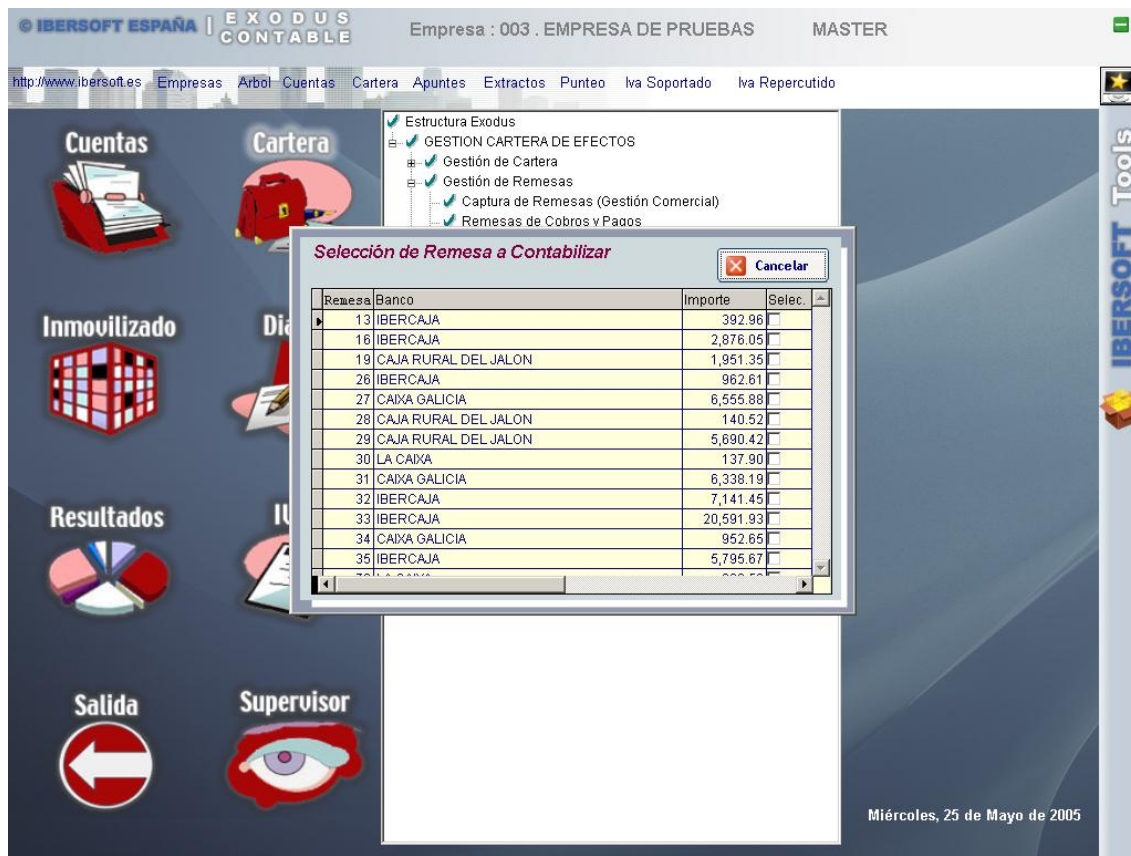 © IBERSOFT ESPAÑA | EXODUS CONTABLE Empresa : 003 . EMPRESA DE PRUEBAS MASTER
http://www.ibersoft.es Empresas Arbol Cuentas Cartera Apuntes Extractos Punteo Iva Soportado Iva Repercutido
Cuentas Cartera
Estructura Exodus
GESTION CARTERA DE EFECTOS
Gestión de Cartera
Gestión de Remesas
Captura de Remesas (Gestión Comercial)
Remesas de Cobros y Pagos
Selección de Remesa a Contabilizar
Cancelar
Remesa Banco Importe Selec.
13 IBERCAJA 392.96
16 IBERCAJA 2,876.05
19 CAJA RURAL DEL JALON 1,951.35
26 IBERCAJA 962.61
27 CAIXA GALICIA 6,555.88
28 CAJA RURAL DEL JALON 140.52
29 CAJA RURAL DEL JALON 5,690.42
30 LA CAIXA 137.90
31 CAIXA GALICIA 6,338.19
32 IBERCAJA 7,141.45
33 IBERCAJA 20,591.93
34 CAIXA GALICIA 952.65
35 IBERCAJA 5,795.67
Inmovilizado
Resultados
Salida Supervisor
IBERSOFT Tools
Miércoles, 25 de Mayo de 2005